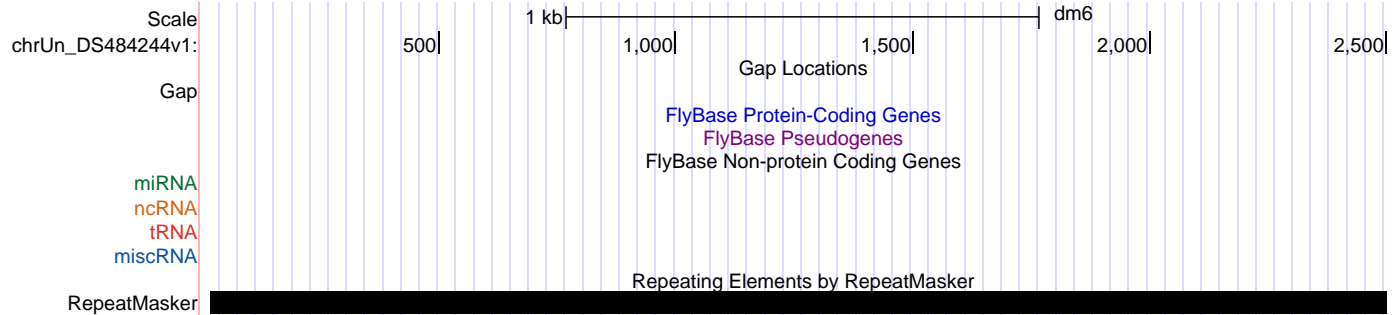 Scale 1 kb dm6
chrUn_DS484244v1: 500 1,000 1,500 2,000 2,500
Gap Locations
Gap
FlyBase Protein-Coding Genes
FlyBase Pseudogenes
FlyBase Non-protein Coding Genes
miRNA
ncRNA
tRNA
miscRNA
Repeating Elements by RepeatMasker
RepeatMasker